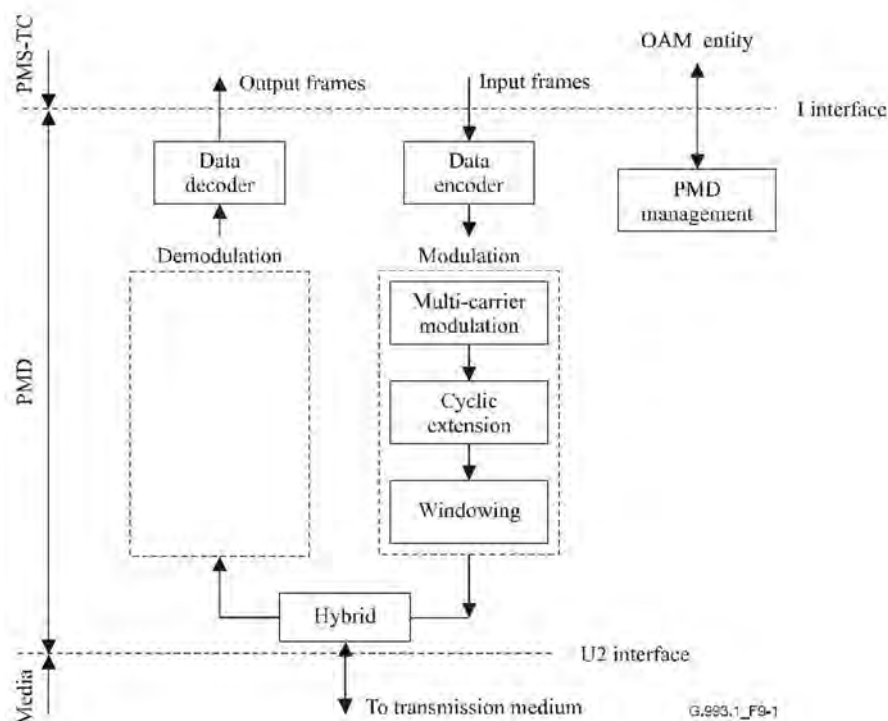 PMS-TC
OAM entity
Output frames
Input frames
I interface
Data
decoder
Data
encoder
PMD
management
Demodulation
Modulation
Multi-carrier
modulation
PMD
Cyclic
extension
Windowing
Hybrid
U2 interface
Media
To transmission medium
G.993.1_F9-1